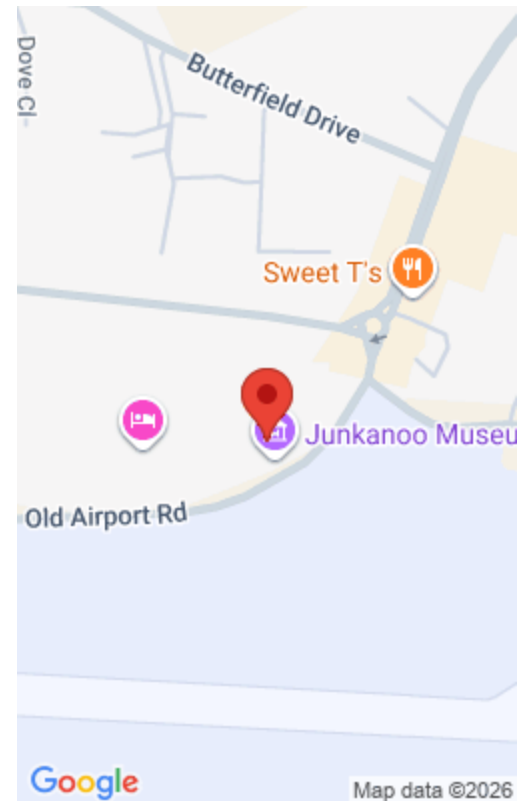 Dove Cl
Butterfield Drive
Sweet T's
Junkanoo Museu
Old Airport Rd
Google
Map data ©2026